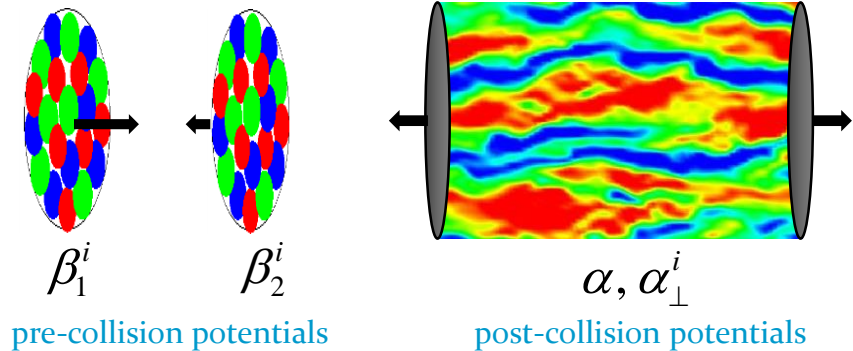 β₁ⁱ
β₂ⁱ
α, α⊥ⁱ
pre-collision potentials
post-collision potentials